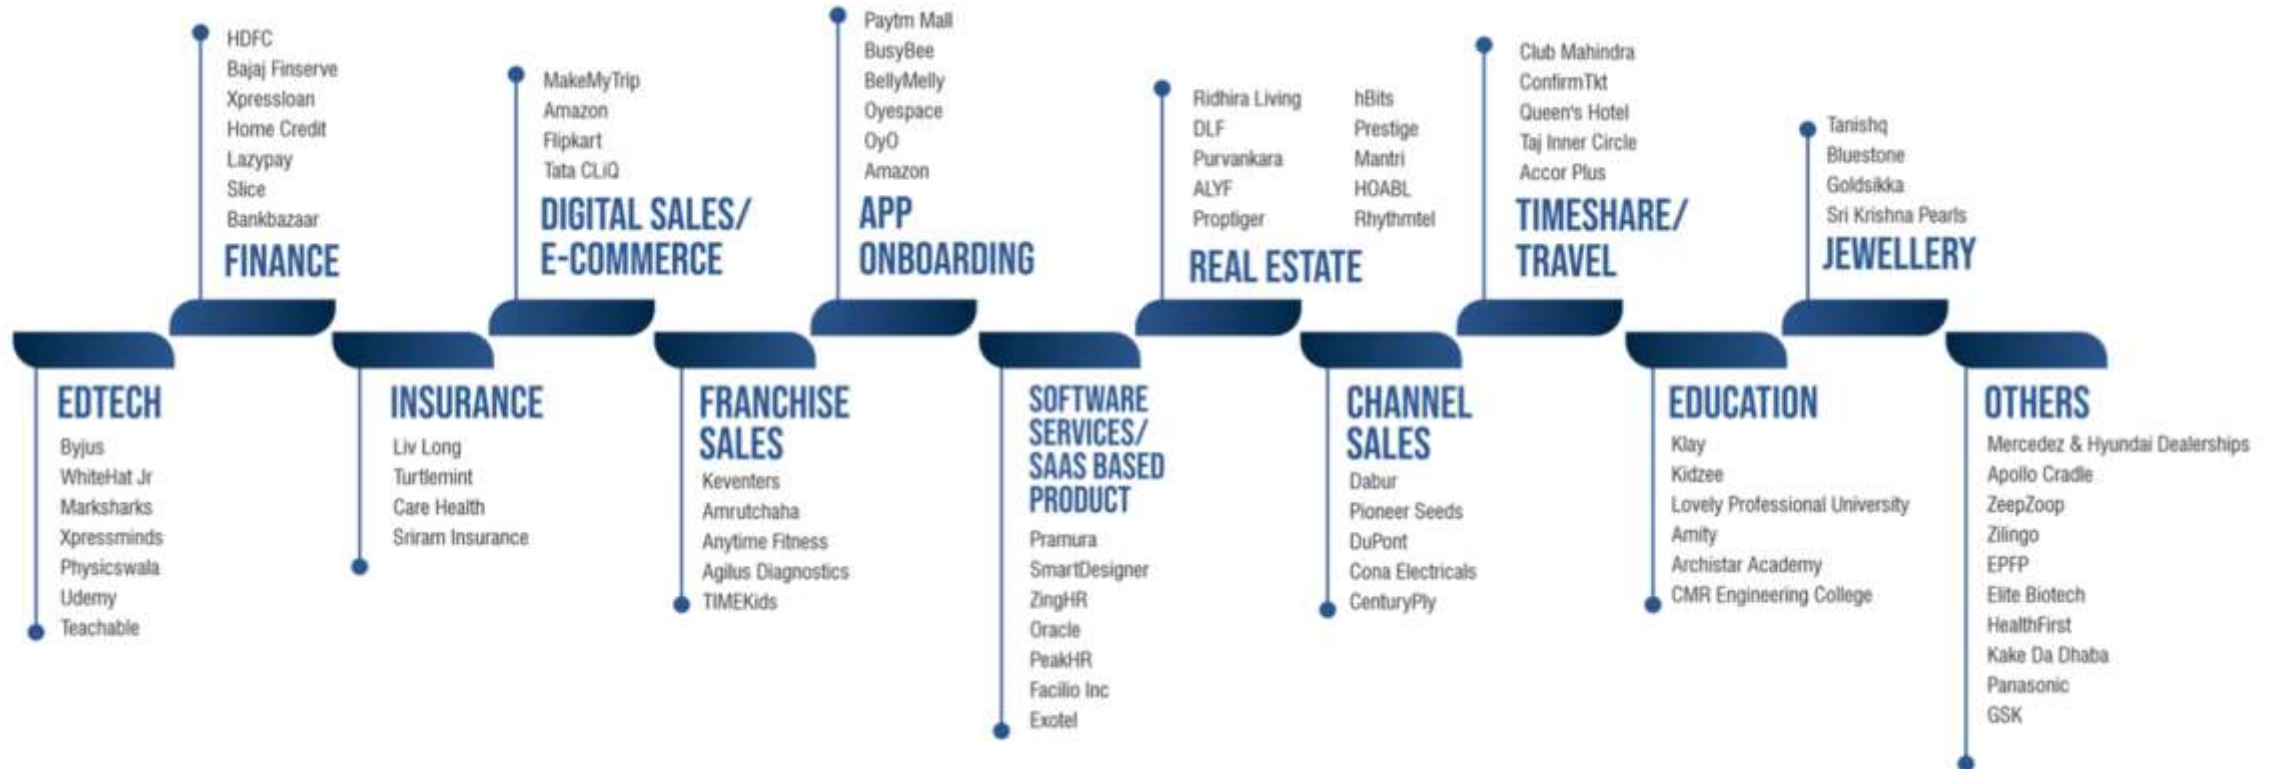 HDFC
Bajaj Finserve
Xpressloan
Home Credit
Lazypay
Slice
Bankbazaar
FINANCE
MakeMyTrip
Amazon
Flipkart
Tata CLiQ
DIGITAL SALES/
E-COMMERCE
Paytm Mall
BusyBee
BellyMelly
Oyespace
OyO
Amazon
APP
ONBOARDING
Ridhira Living
DLF
Purvankara
ALYF
Proptiger
hBits
Prestige
Mantri
HOABL
Rhythmtel
REAL ESTATE
Club Mahindra
ConfirmTkt
Queen's Hotel
Taj Inner Circle
Accor Plus
TIMESHARE/
TRAVEL
Tanishq
Bluestone
Goldsikka
Sri Krishna Pearls
JEWELLERY
EDTECH
Byjus
WhiteHat Jr
Marksharks
Xpressminds
Physicswala
Udemy
Teachable
INSURANCE
Liv Long
Turtlemint
Care Health
Sriram Insurance
FRANCHISE
SALES
Keventers
Amrutchaha
Anytime Fitness
Agilus Diagnostics
TIMEKids
SOFTWARE
SERVICES/
SAAS BASED
PRODUCT
Pramura
SmartDesigner
ZingHR
Oracle
PeakHR
Facilio Inc
Exotel
CHANNEL
SALES
Dabur
Pioneer Seeds
DuPont
Cona Electricals
CenturyPly
EDUCATION
Klay
Kidzee
Lovely Professional University
Amity
Archistar Academy
CMR Engineering College
OTHERS
Mercedez & Hyundai Dealerships
Apollo Cradle
ZeepZoop
Zilingo
EPFP
Elite Biotech
HealthFirst
Kake Da Dhaba
Panasonic
GSK